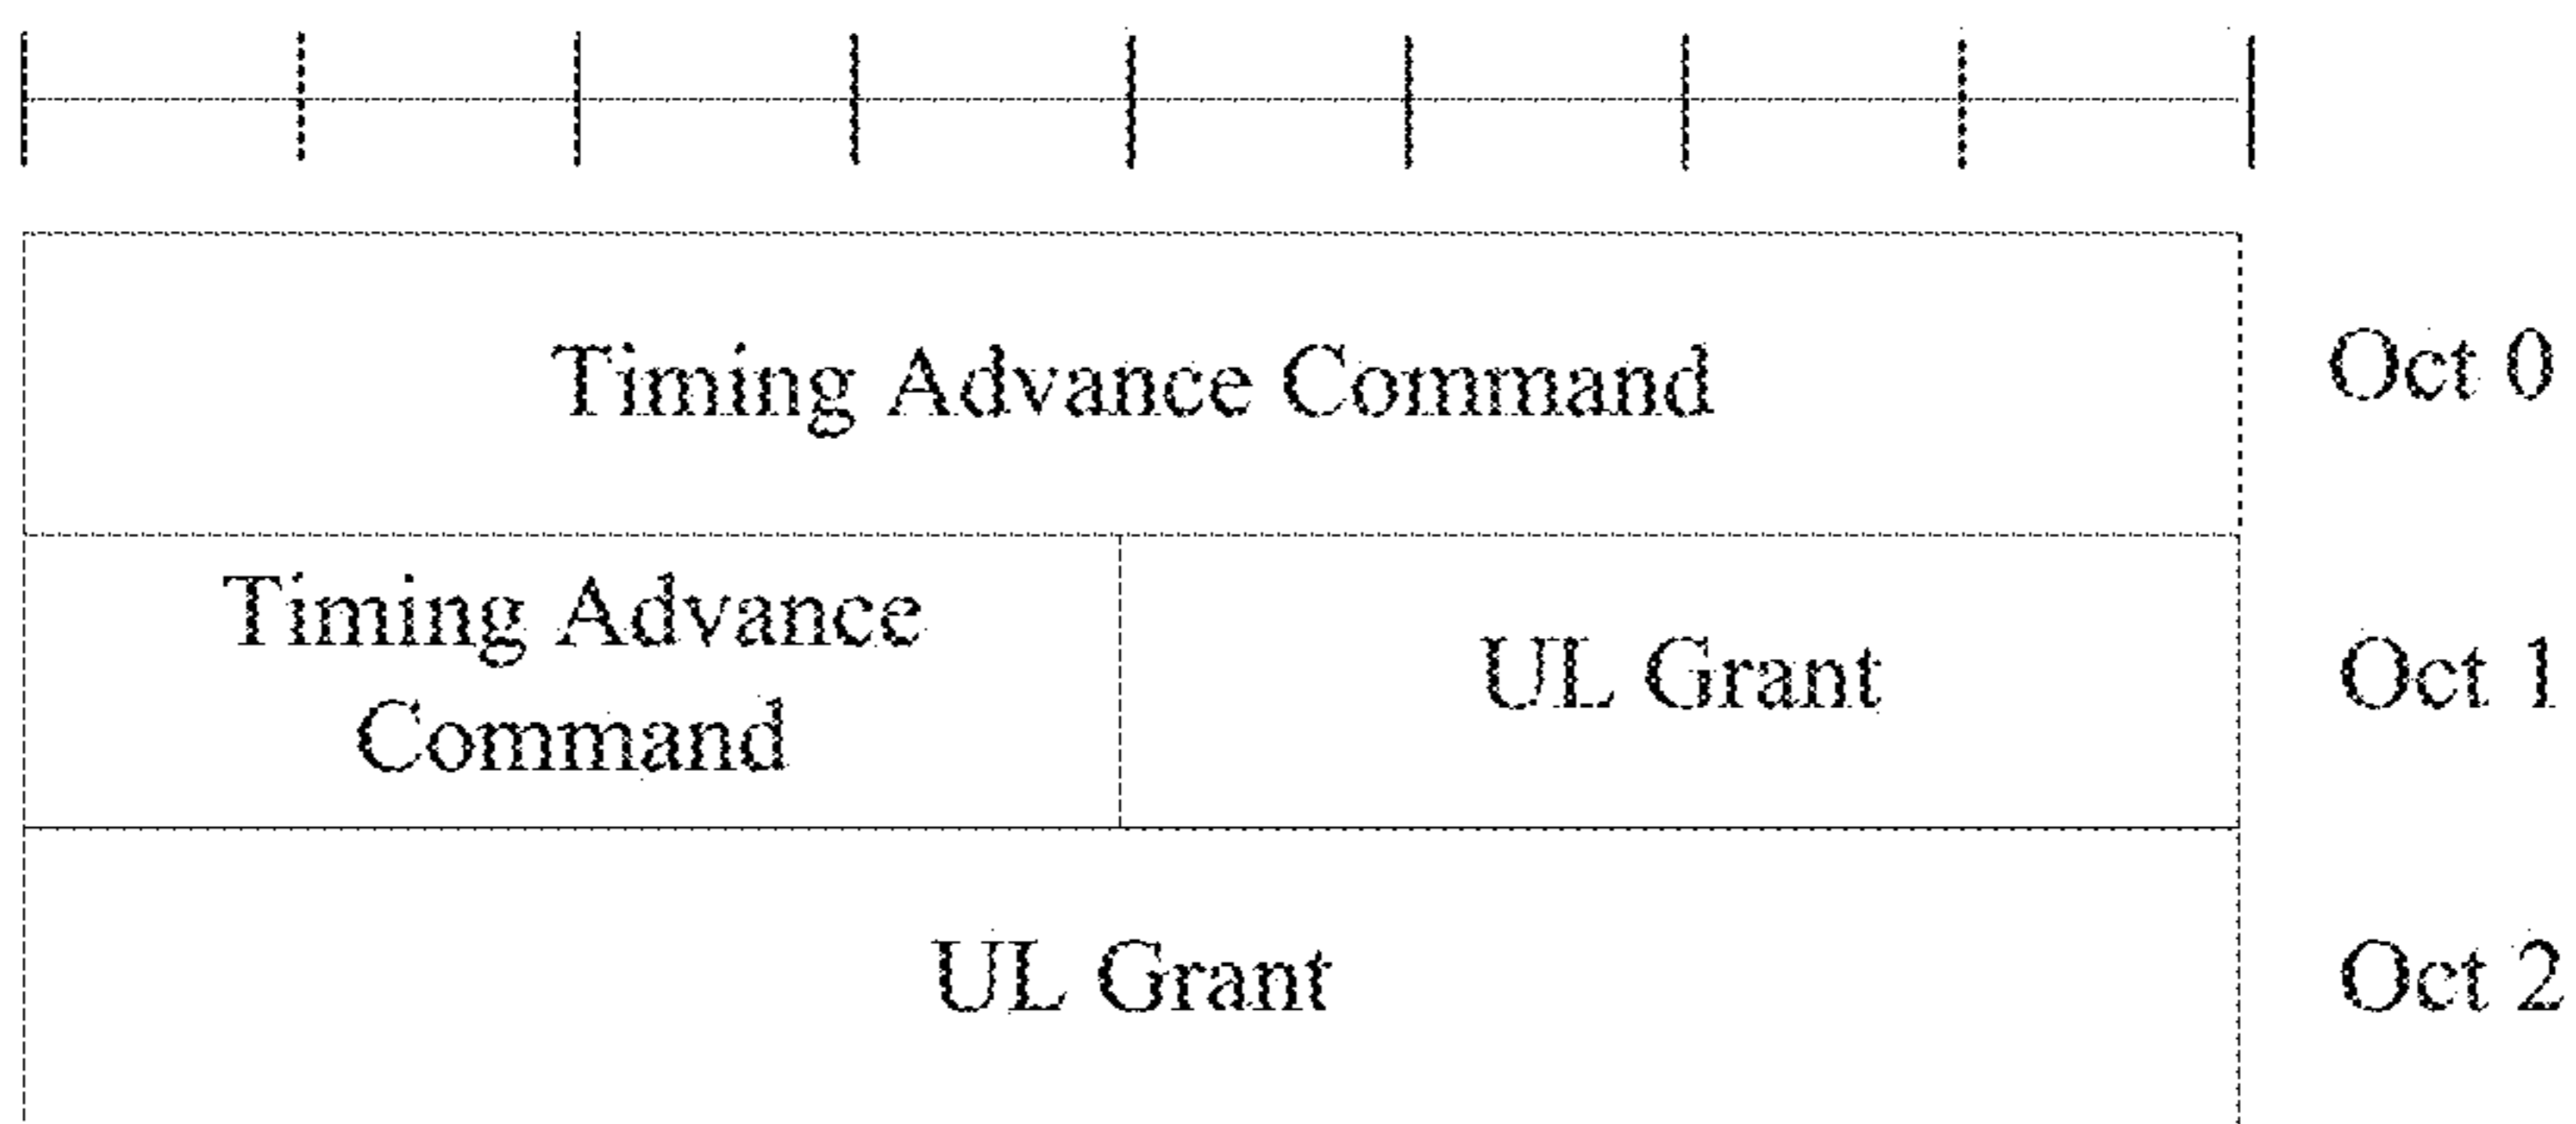 Timing Advance Command Oct 0
Timing Advance
Command
UL Grant Oct 1
UL Grant Oct 2